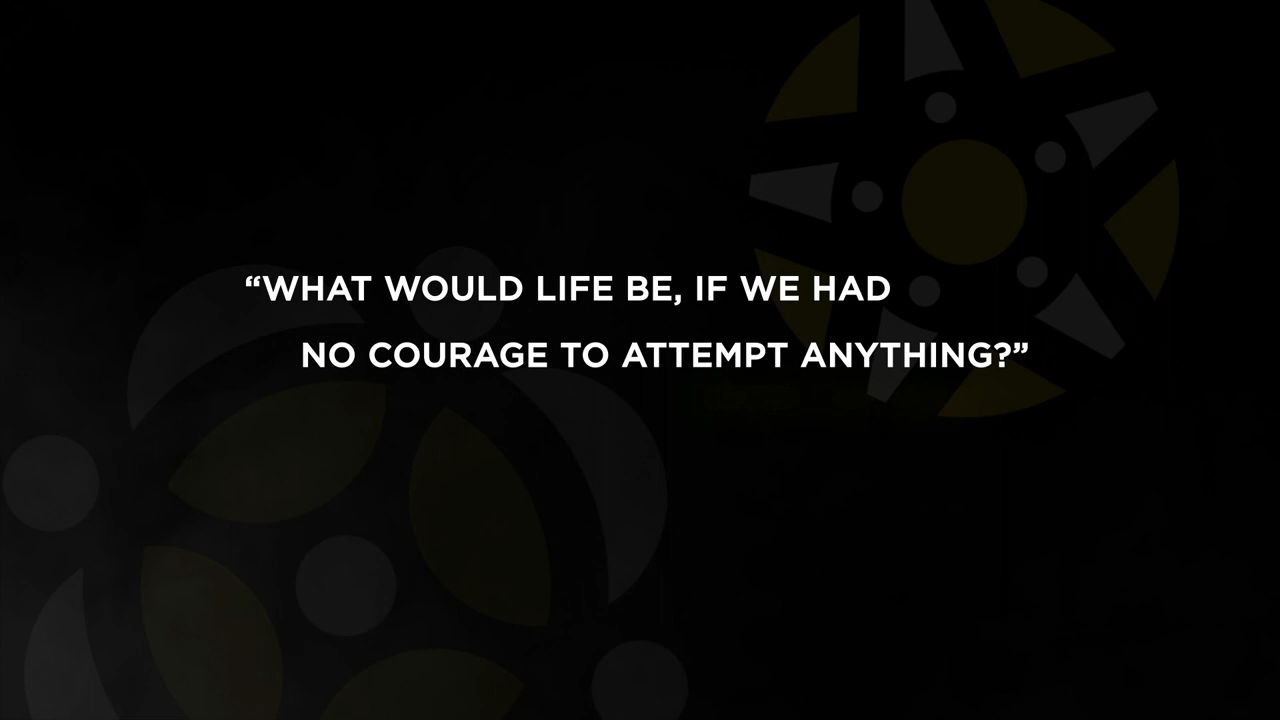 “WHAT WOULD LIFE BE, IF WE HAD
NO COURAGE TO ATTEMPT ANYTHING?”